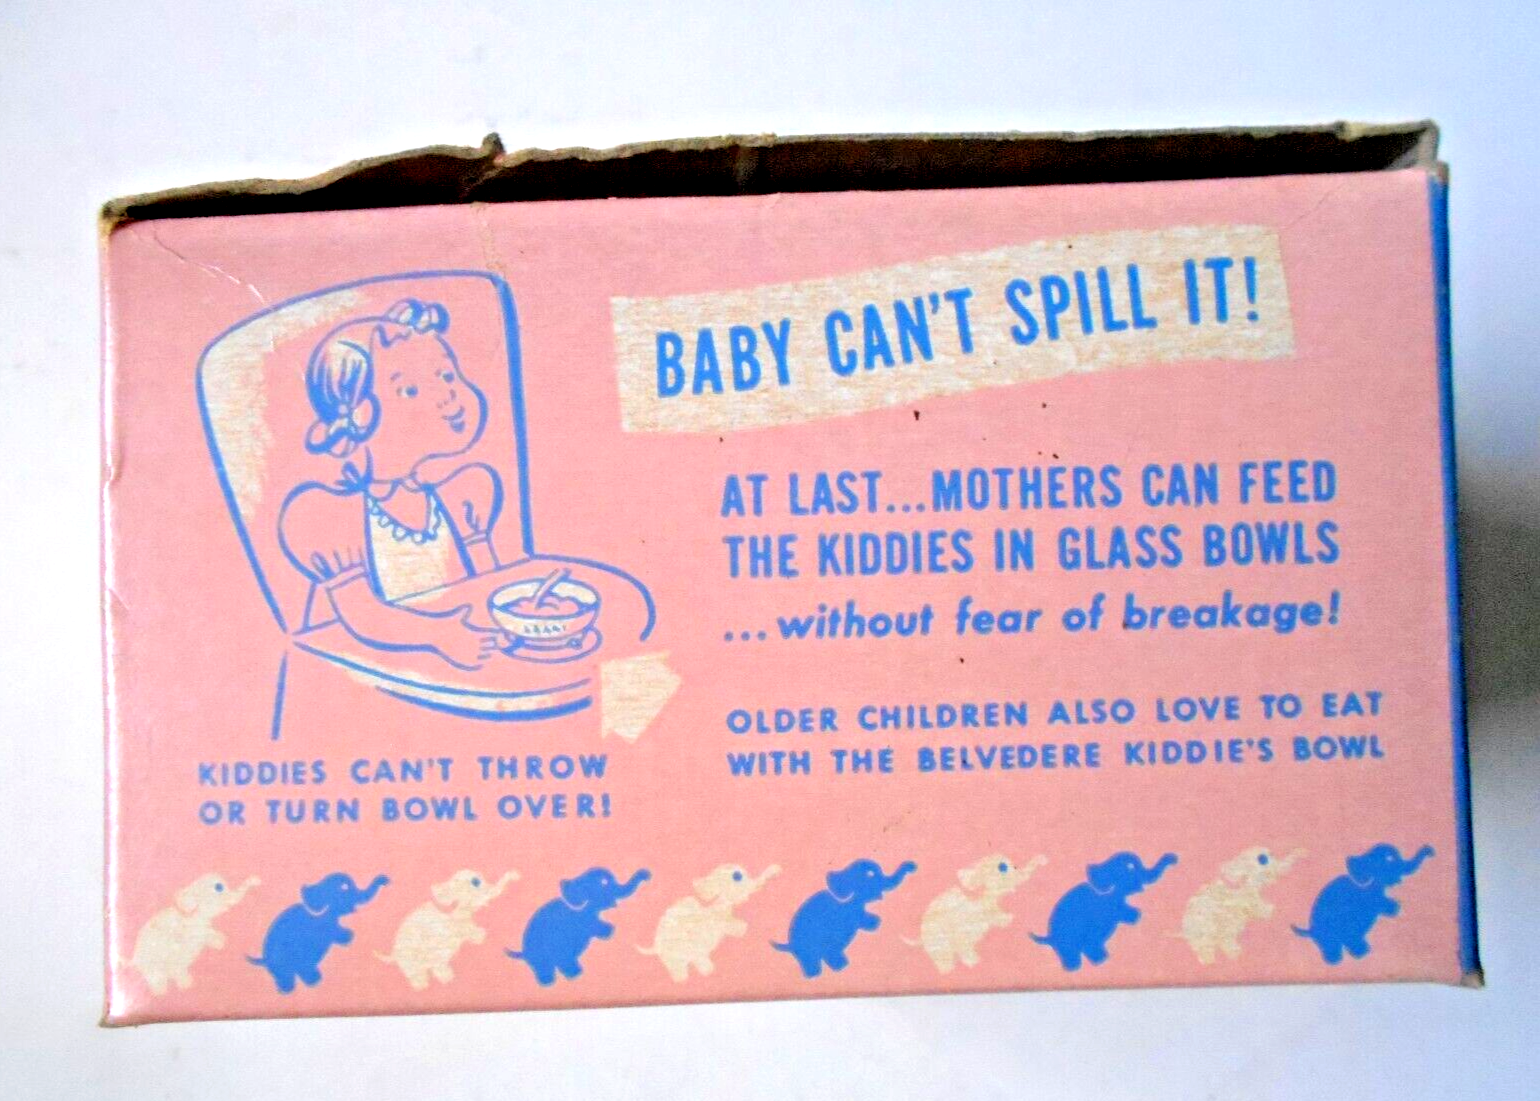 BABY CAN'T SPILL IT!
AT LAST...MOTHERS CAN FEED
THE KIDDIES IN GLASS BOWLS
...without fear of breakage!
OLDER CHILDREN ALSO LOVE TO EAT
WITH THE BELVEDERE KIDDIE'S BOWL
KIDDIES CAN'T THROW
OR TURN BOWL OVER!